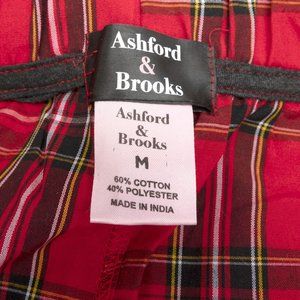 Ashford
&
Brooks
Ashford
&
Brooks
M
60% COTTON
40% POLYESTER
MADE IN INDIA